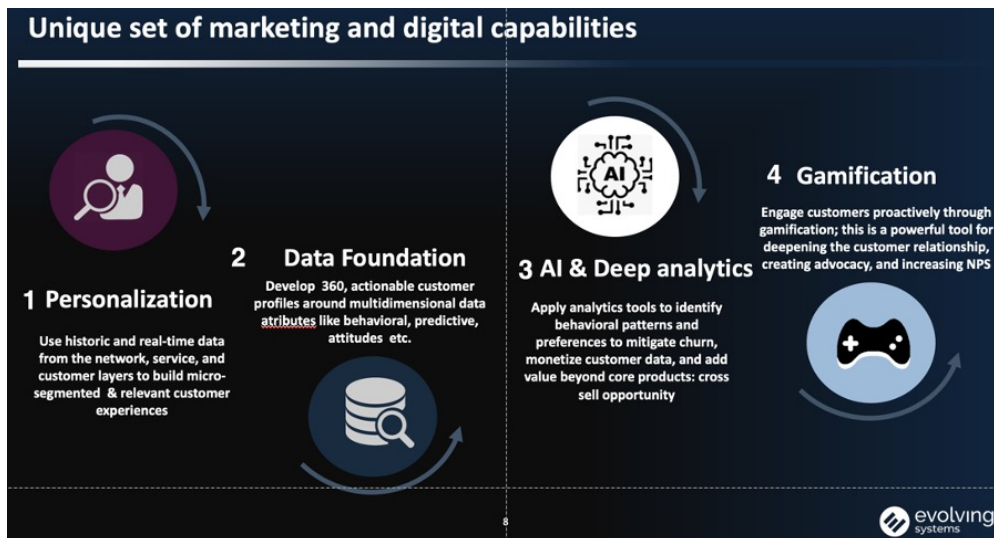 Unique set of marketing and digital capabilities
1 Personalization
Use historic and real-time data
from the network, service, and
customer layers to build micro-
segmented & relevant customer
experiences
2 Data Foundation
Develop 360, actionable customer
profiles around multidimensional data
atributes like behavioral, predictive,
attitudes etc.
AI
3 AI & Deep analytics
Apply analytics tools to identify
behavioral patterns and
preferences to mitigate churn,
monetize customer data, and add
value beyond core products: cross
sell opportunity
4 Gamification
Engage customers proactively through
gamification; this is a powerful tool for
deepening the customer relationship,
creating advocacy, and increasing NPS
8
evolving
systems